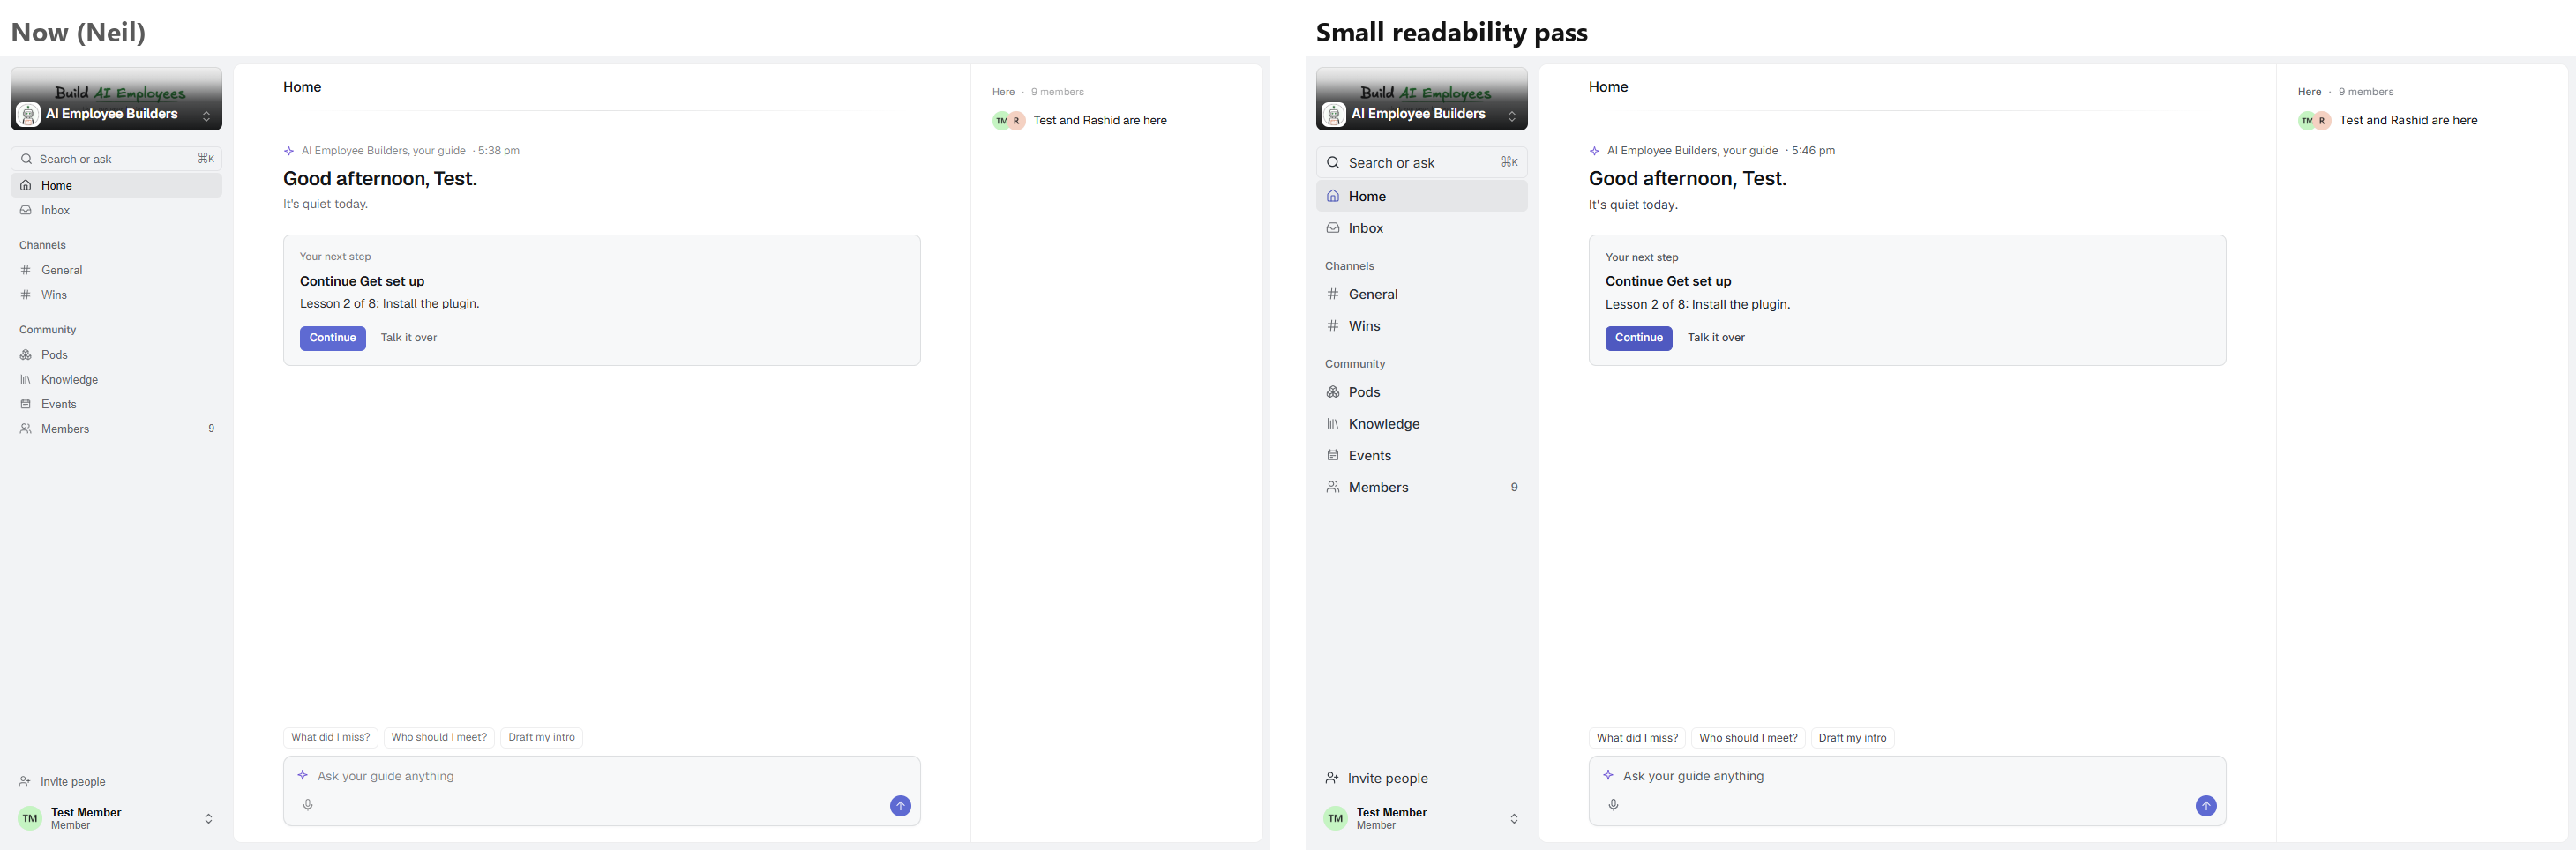 Now (Neil)
Build AI Employees
AI Employee Builders
Search or ask ⌘K
Home
Inbox
Channels
General
Wins
Community
Pods
Knowledge
Events
Members 9
Invite people
TM Test Member
Member
Home
AI Employee Builders, your guide · 5:38 pm
Good afternoon, Test.
It's quiet today.
Your next step
Continue Get set up
Lesson 2 of 8: Install the plugin.
Continue Talk it over
What did I miss? Who should I meet? Draft my intro
Ask your guide anything
Here · 9 members
TM R Test and Rashid are here
Small readability pass
Build AI Employees
AI Employee Builders
Search or ask ⌘K
Home
Inbox
Channels
General
Wins
Community
Pods
Knowledge
Events
Members 9
Invite people
TM Test Member
Member
Home
AI Employee Builders, your guide · 5:46 pm
Good afternoon, Test.
It's quiet today.
Your next step
Continue Get set up
Lesson 2 of 8: Install the plugin.
Continue Talk it over
What did I miss? Who should I meet? Draft my intro
Ask your guide anything
Here · 9 members
TM R Test and Rashid are here